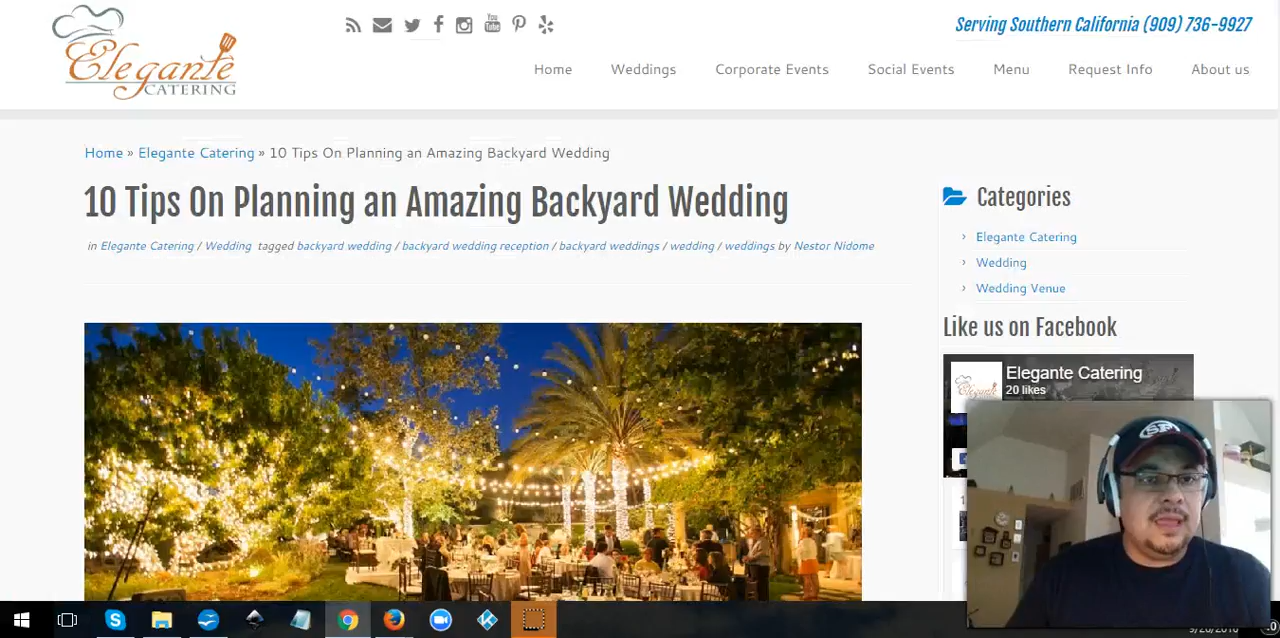 Elegante
CATERING
You
Tube
Serving Southern California (909) 736-9927
Home Weddings Corporate Events Social Events Menu Request Info About us
Home » Elegante Catering » 10 Tips On Planning an Amazing Backyard Wedding
10 Tips On Planning an Amazing Backyard Wedding
in Elegante Catering / Wedding tagged backyard wedding / backyard wedding reception / backyard weddings / wedding / weddings by Nestor Nidome
Categories
Elegante Catering
Wedding
Wedding Venue
Like us on Facebook
Elegante Catering
20 likes
SF